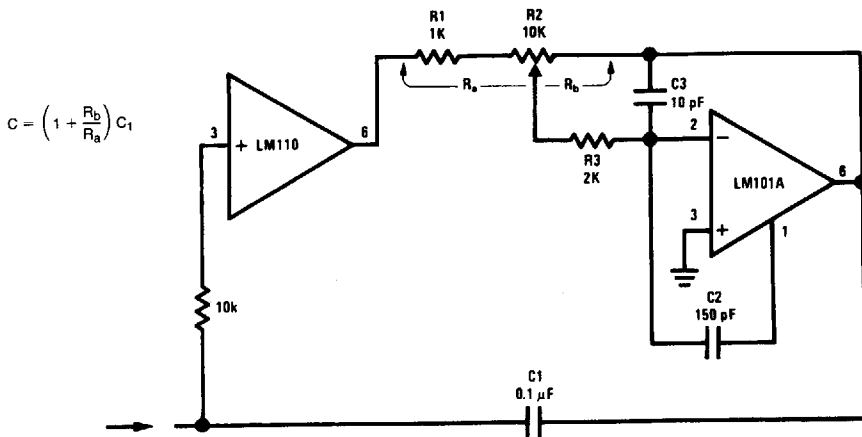 R1
1K
R2
10K
Ra
Rb
C3
10 pF
C = (1 + Rb/Ra) C1
3
+
LM110
6
R3
2K
2
−
LM101A
6
3
+
1
10k
C2
150 pF
C1
0.1 μF